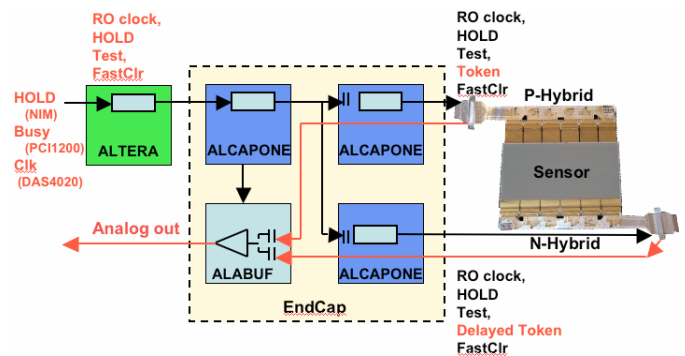 RO clock,
HOLD
Test,
FastClr
RO clock,
HOLD
Test,
Token
FastClr
HOLD
(NIM)
Busy
(PCI1200)
Clk
(DAS4020)
ALTERA
ALCAPONE
ALCAPONE
P-Hybrid
Sensor
Analog out
ALABUF
ALCAPONE
N-Hybrid
EndCap
RO clock,
HOLD
Test,
Delayed Token
FastClr